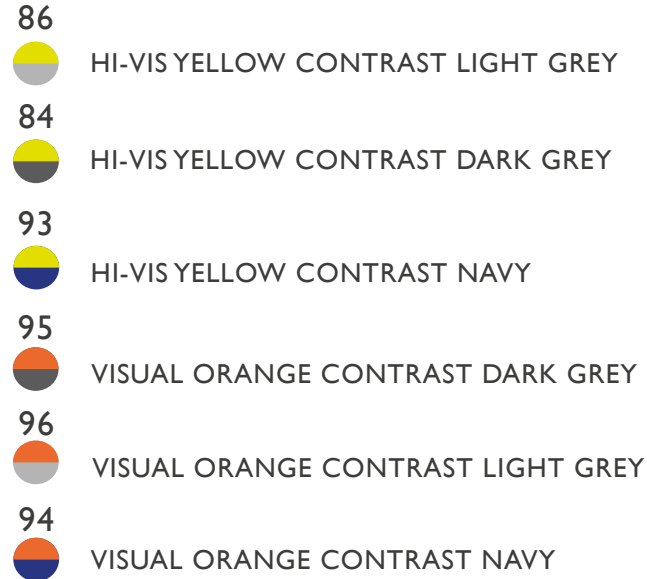 86
HI-VIS YELLOW CONTRAST LIGHT GREY
84
HI-VIS YELLOW CONTRAST DARK GREY
93
HI-VIS YELLOW CONTRAST NAVY
95
VISUAL ORANGE CONTRAST DARK GREY
96
VISUAL ORANGE CONTRAST LIGHT GREY
94
VISUAL ORANGE CONTRAST NAVY